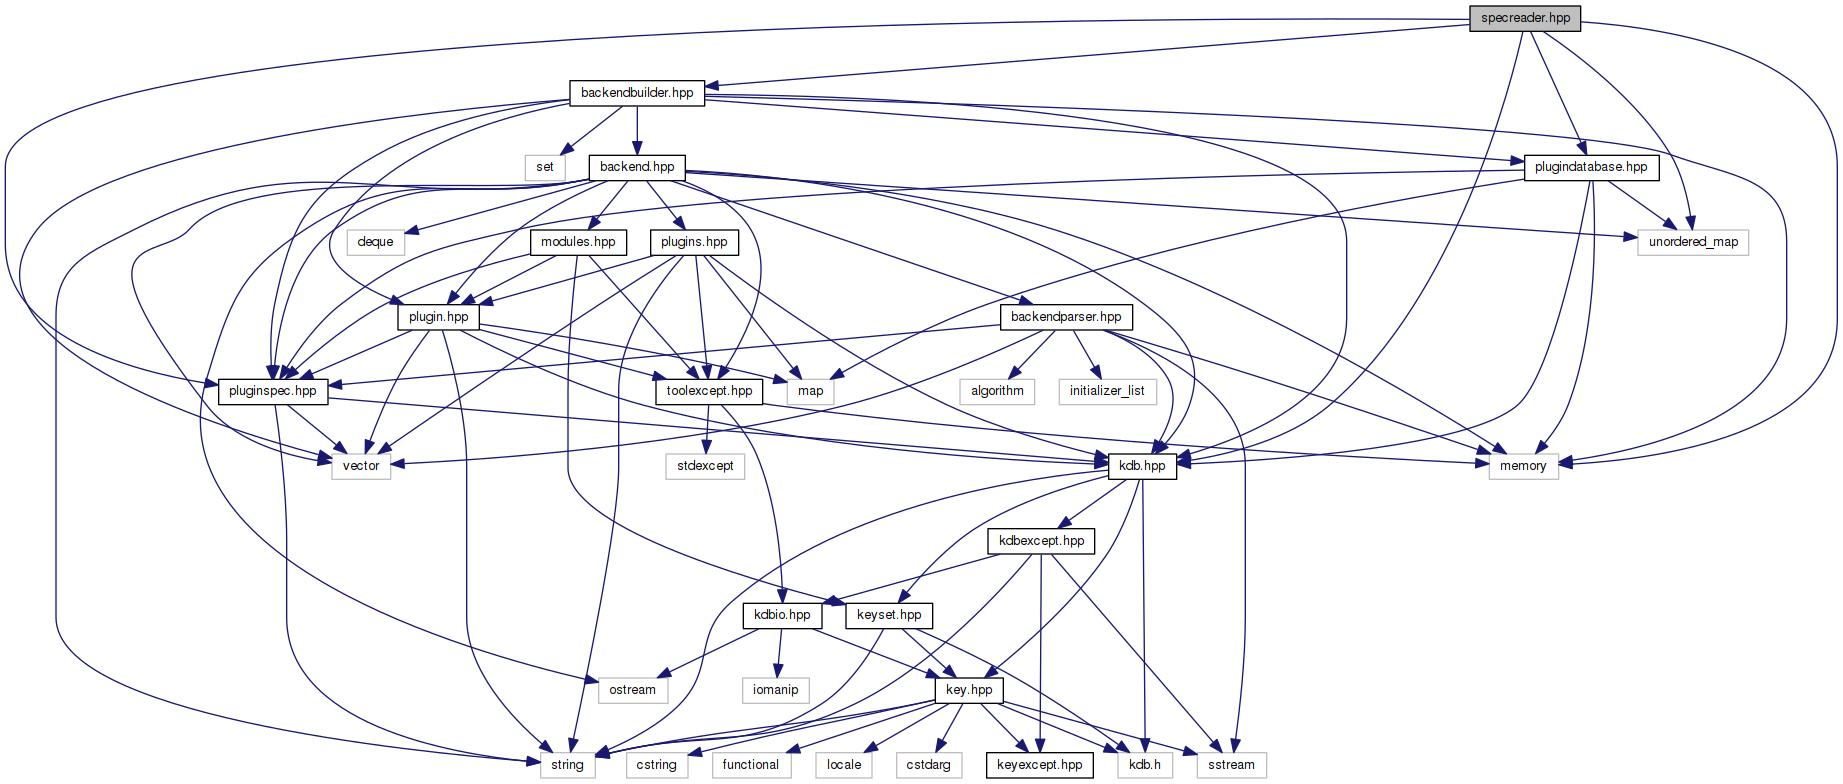 specreader.hpp
backendbuilder.hpp
set
backend.hpp
plugindatabase.hpp
deque
modules.hpp
plugins.hpp
unordered_map
plugin.hpp
backendparser.hpp
pluginspec.hpp
toolexcept.hpp
map
algorithm
initializer_list
vector
stdexcept
kdb.hpp
memory
kdbexcept.hpp
kdbio.hpp
keyset.hpp
ostream
iomanip
key.hpp
string
cstring
functional
locale
cstdarg
keyexcept.hpp
kdb.h
sstream